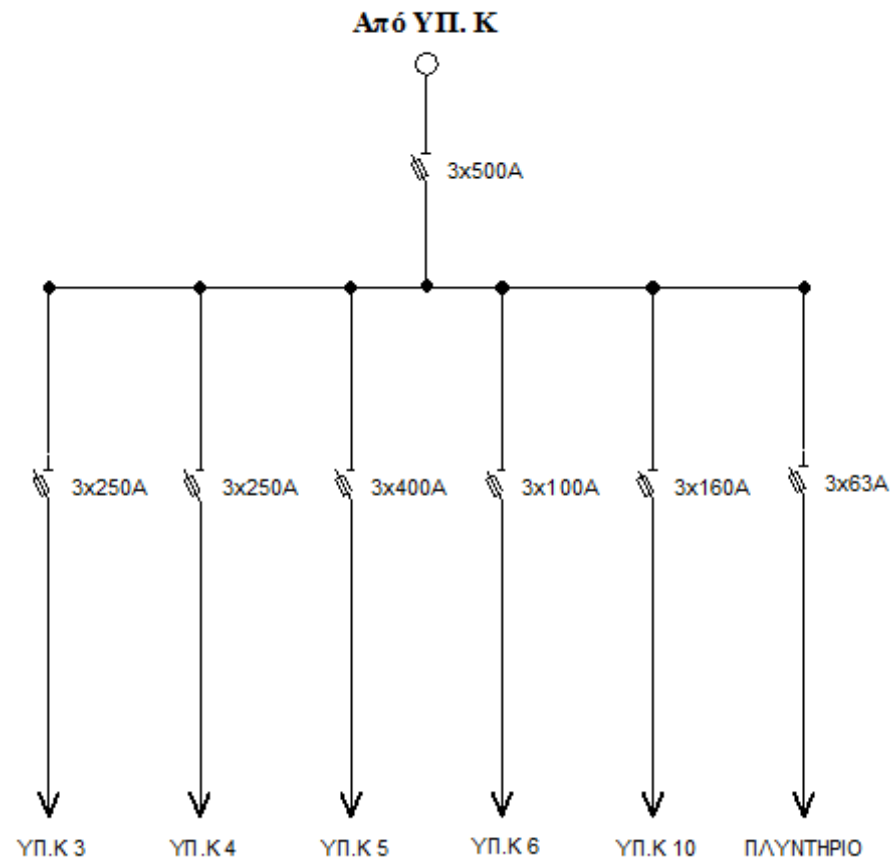 Από ΥΠ. Κ
3x500A
3x250A 3x250A 3x400A 3x100A 3x160A 3x63A
ΥΠ.Κ 3 ΥΠ.Κ 4 ΥΠ.Κ 5 ΥΠ.Κ 6 ΥΠ.Κ 10 ΠΛΥΝΤΗΡΙΟ